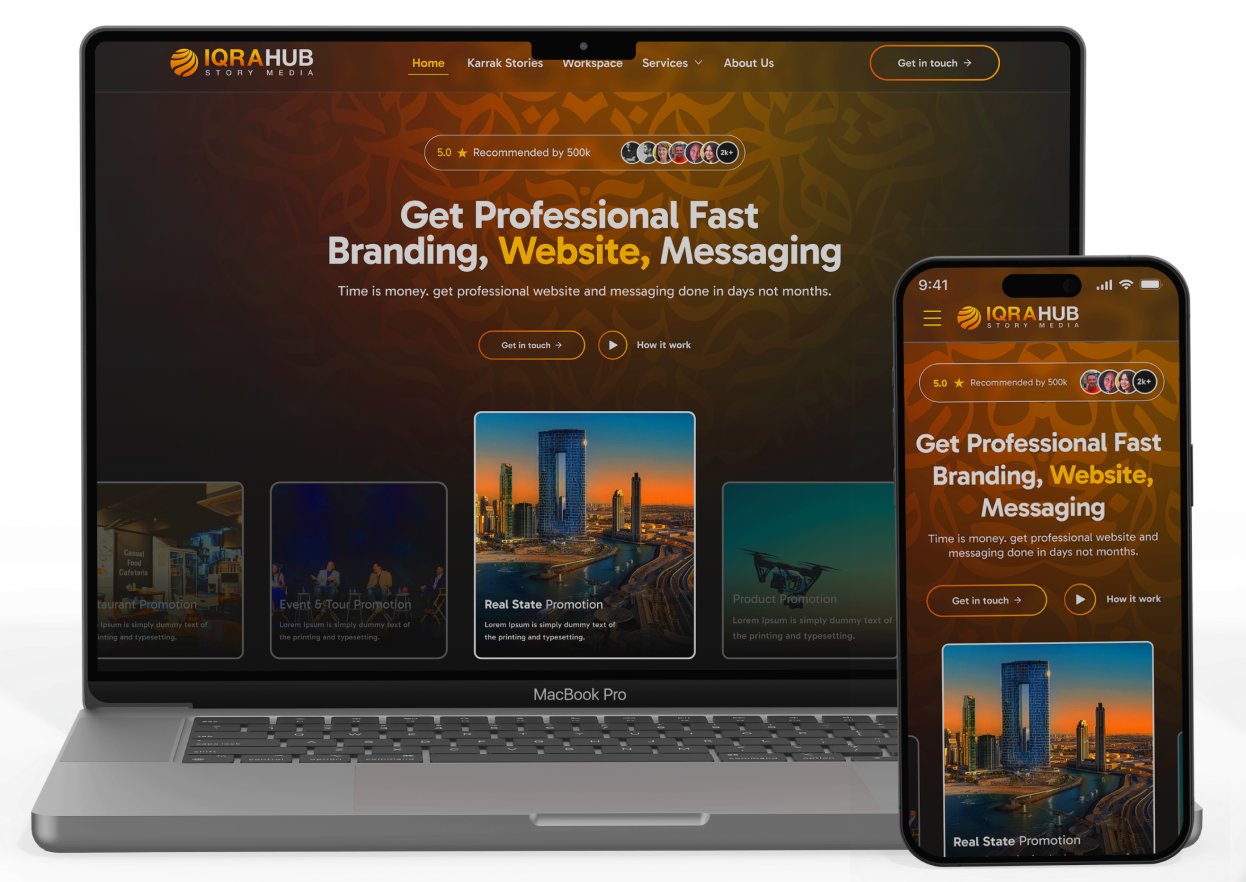 IQRAHUB
STORY MEDIA
Home Karrak Stories Workspace Services About Us
Get in touch →
5.0 ★ Recommended by 500k 2k+
Get Professional Fast
Branding, Website, Messaging
Time is money. get professional website and messaging done in days not months.
Get in touch → How it work
Casual
Food
Cafeteria
taurant Promotion
Ipsum is simply dummy text of
inting and typesetting.
Event & Tour Promotion
Lorem Ipsum is simply dummy text of
the printing and typesetting.
Real State Promotion
Lorem Ipsum is simply dummy text of
the printing and typesetting.
Product Promotion
Lorem Ipsum is simply dummy text of
the printing and typesetting.
MacBook Pro
9:41
IQRAHUB
STORY MEDIA
5.0 ★ Recommended by 500k 2k+
Get Professional Fast
Branding, Website,
Messaging
Time is money. get professional website and
messaging done in days not months.
Get in touch → How it work
Real State Promotion